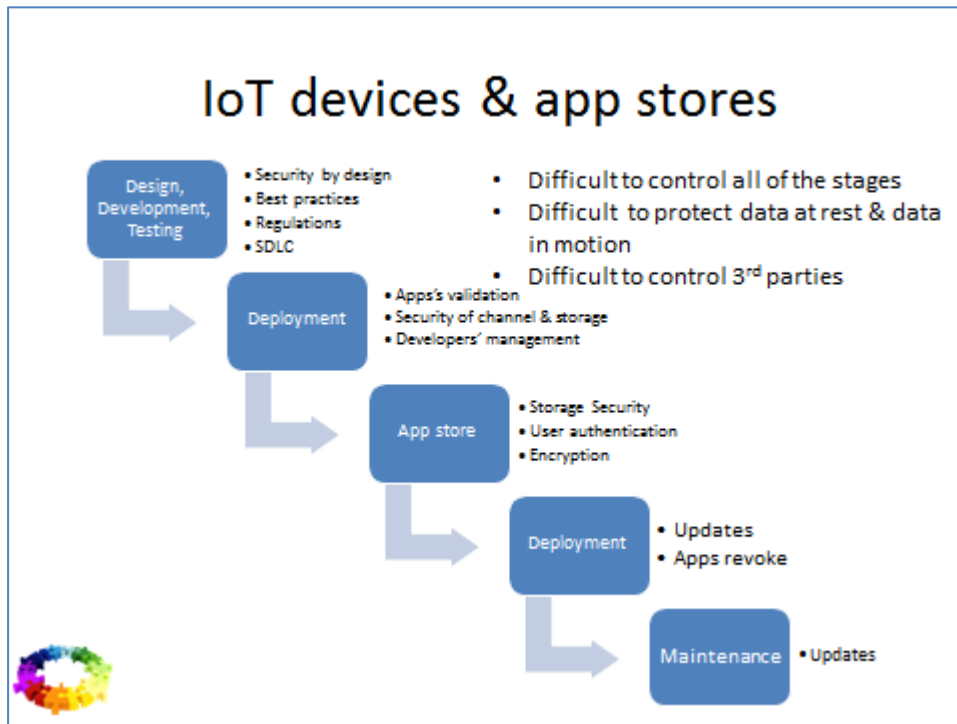 IoT devices & app stores
Design,
Development,
Testing
• Security by design
• Best practices
• Regulations
• SDLC
• Difficult to control all of the stages
• Difficult to protect data at rest & data
in motion
• Difficult to control 3rd parties
Deployment
• Apps's validation
• Security of channel & storage
• Developers' management
App store
• Storage Security
• User authentication
• Encryption
Deployment
• Updates
• Apps revoke
Maintenance
• Updates